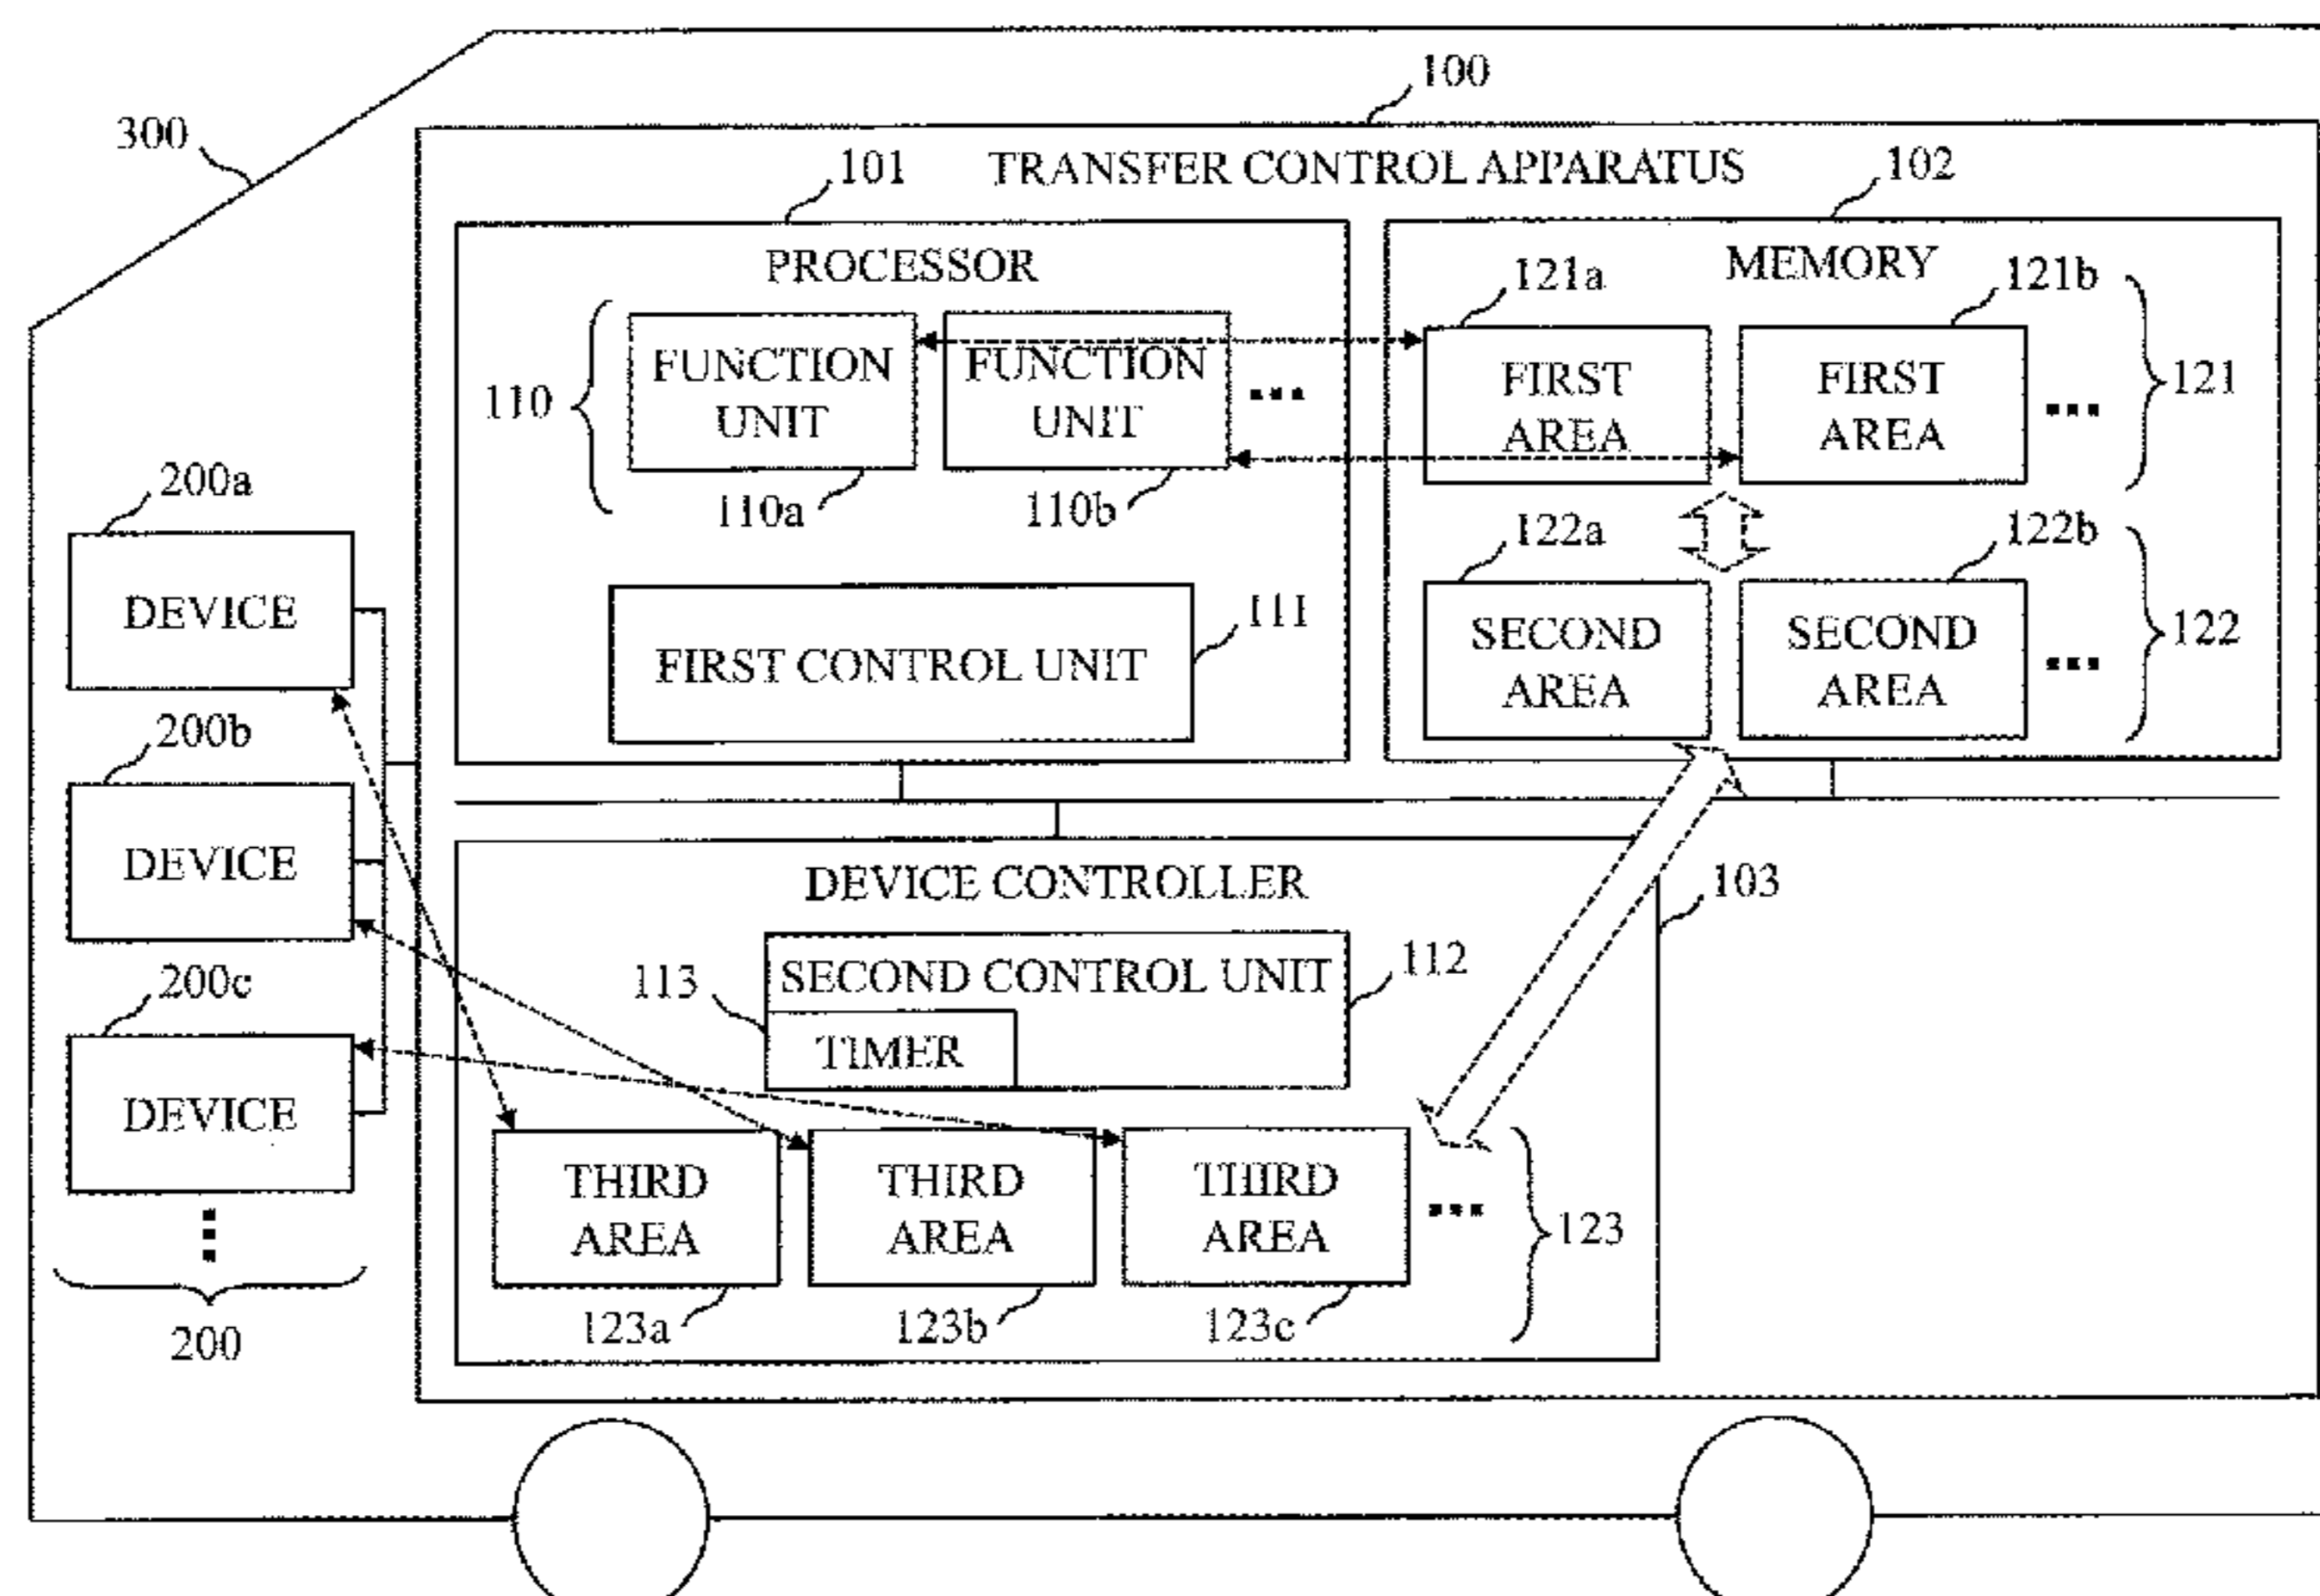 100
300
TRANSFER CONTROL APPARATUS
101
102
PROCESSOR
MEMORY
110
FUNCTION
UNIT
110a
FUNCTION
UNIT
110b
...
121a
121b
FIRST
AREA
FIRST
AREA
...
121
122a
122b
SECOND
AREA
SECOND
AREA
...
122
FIRST CONTROL UNIT
111
200a
DEVICE
200b
DEVICE
200c
DEVICE
...
200
DEVICE CONTROLLER
103
SECOND CONTROL UNIT
112
113
TIMER
THIRD
AREA
THIRD
AREA
THIRD
AREA
...
123
123a
123b
123c